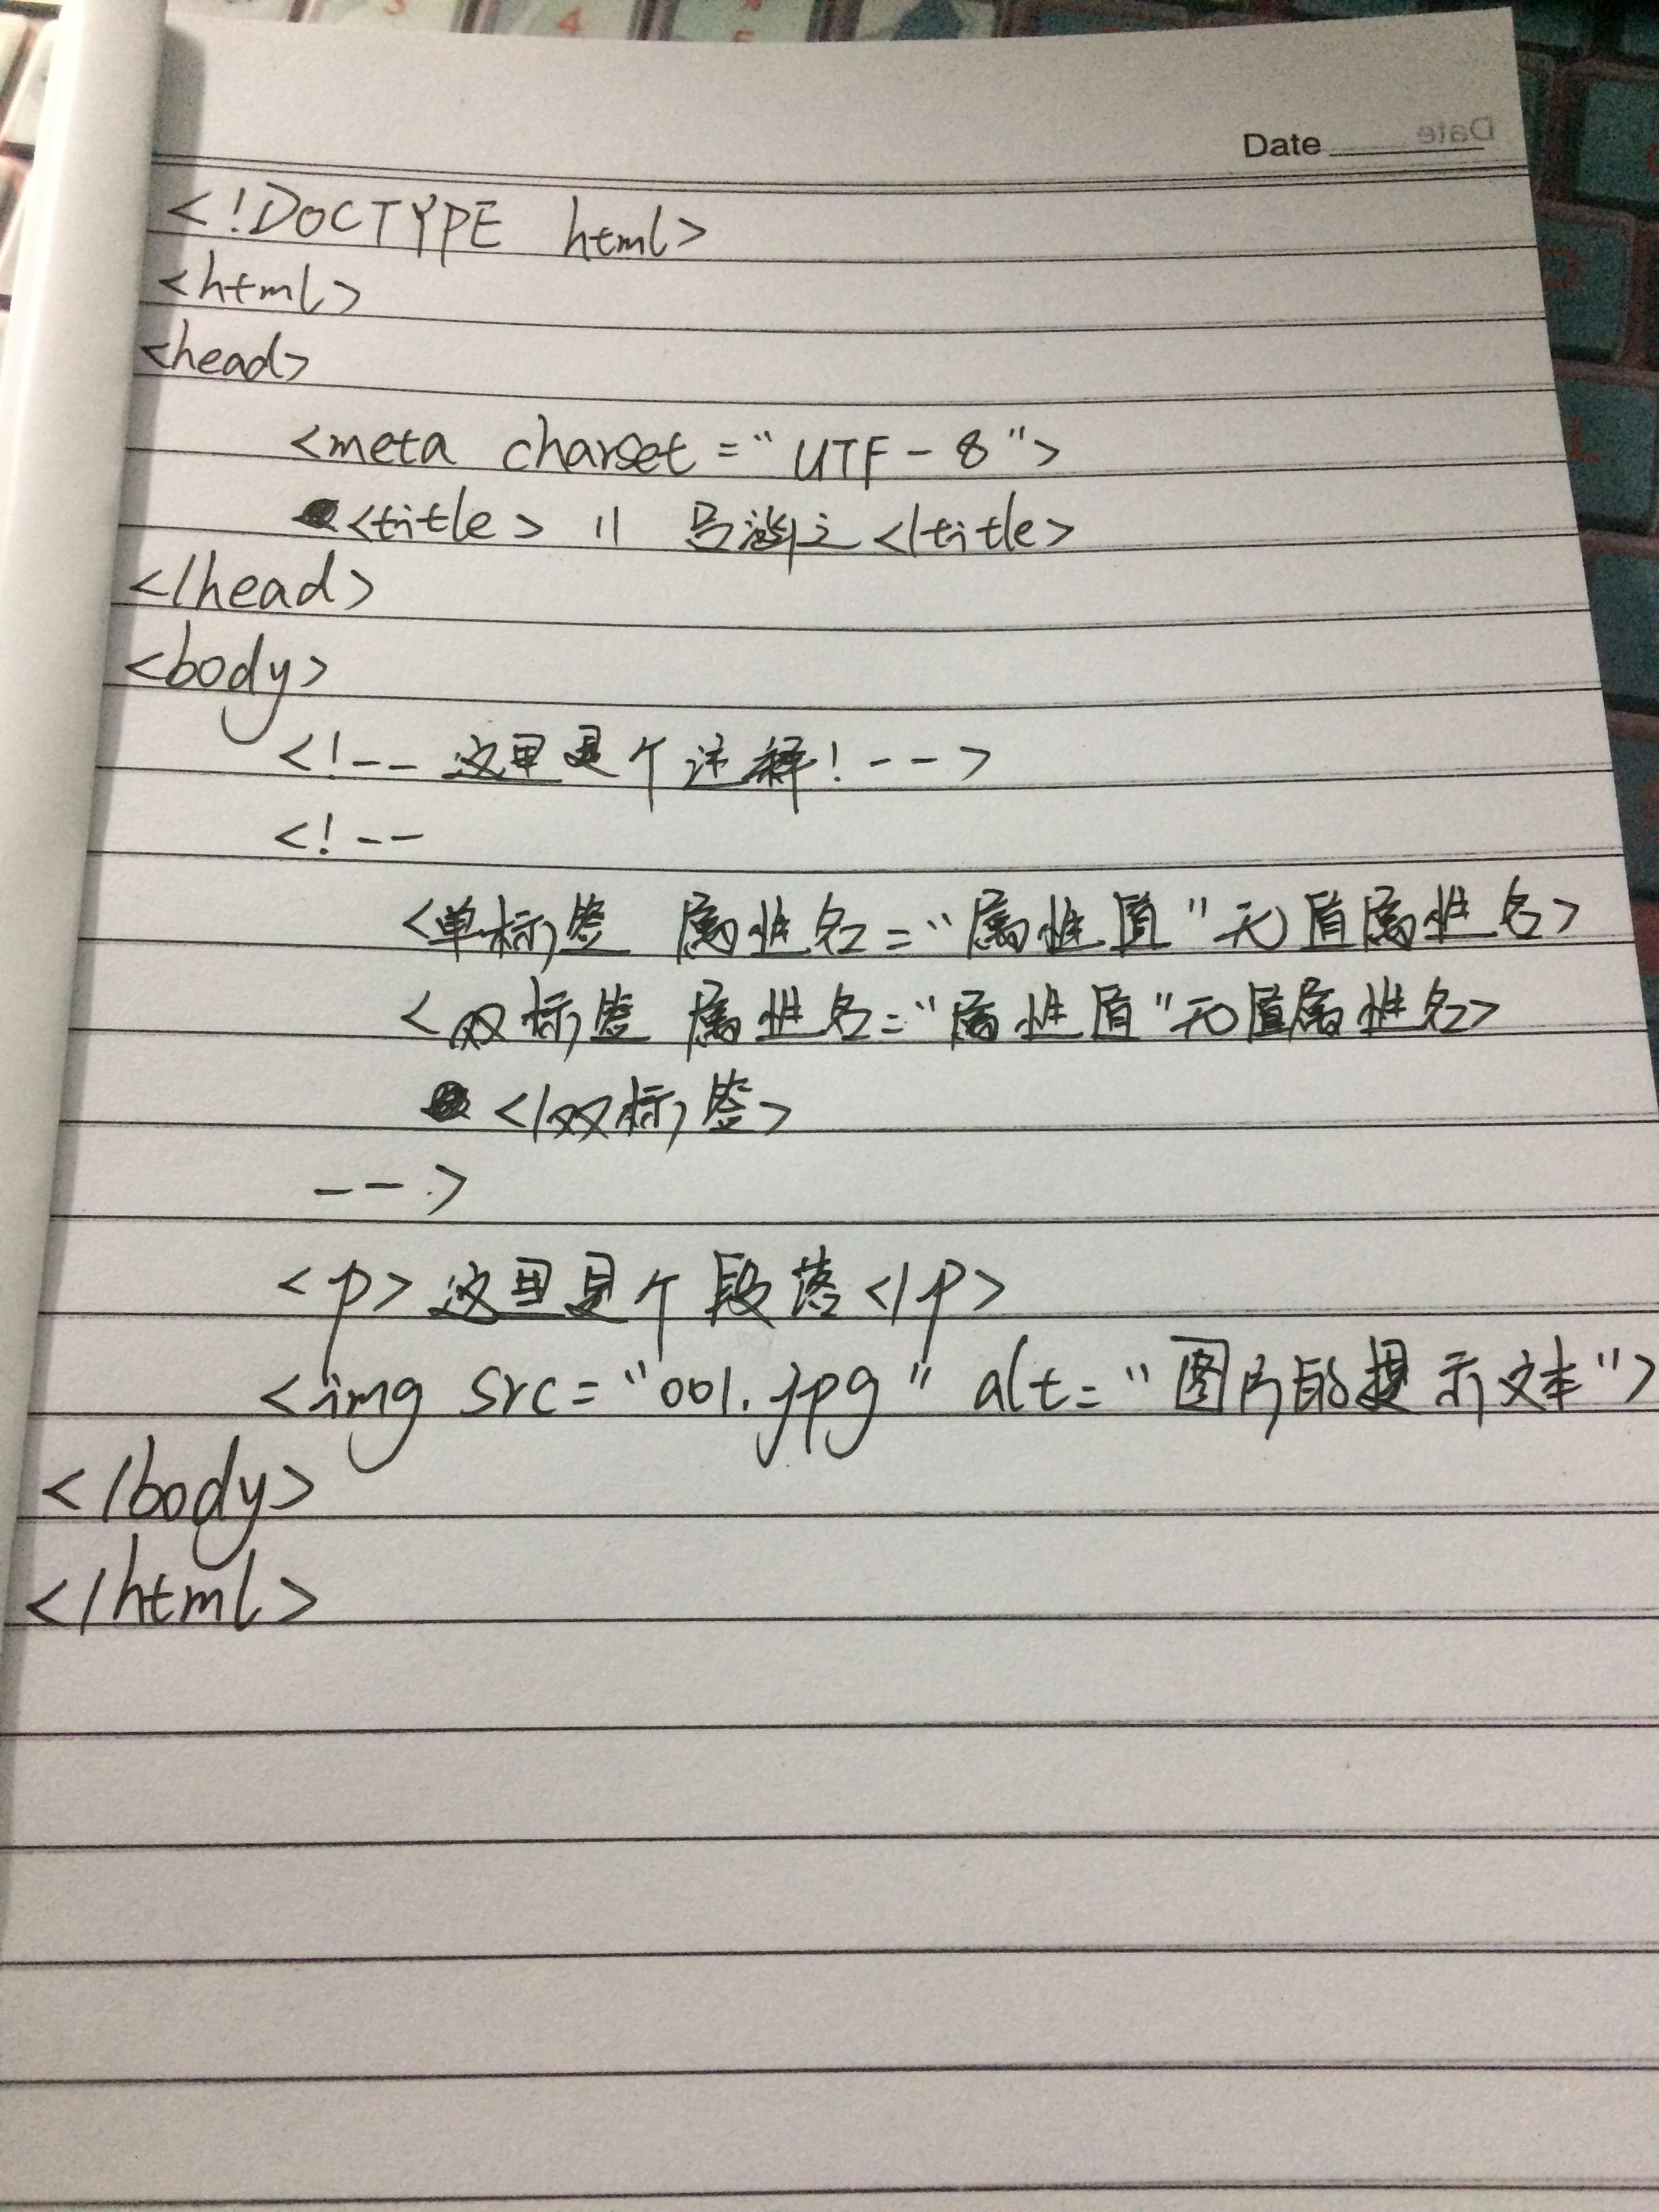 Date
<!DOCTYPE html>
<html>
<head>
<meta charset="UTF-8">
<title>11 号</title>
</head>
<body>
<!--这里是个注释!-->
<!--
<单标签 属性名="属性值"无值属性名>
<双标签 属性名="属性值"无值属性名>
</双标签>
-->
<p>这里是个段落</p>
<img src="001.jpg" alt="图片的提示文本">
</body>
</html>